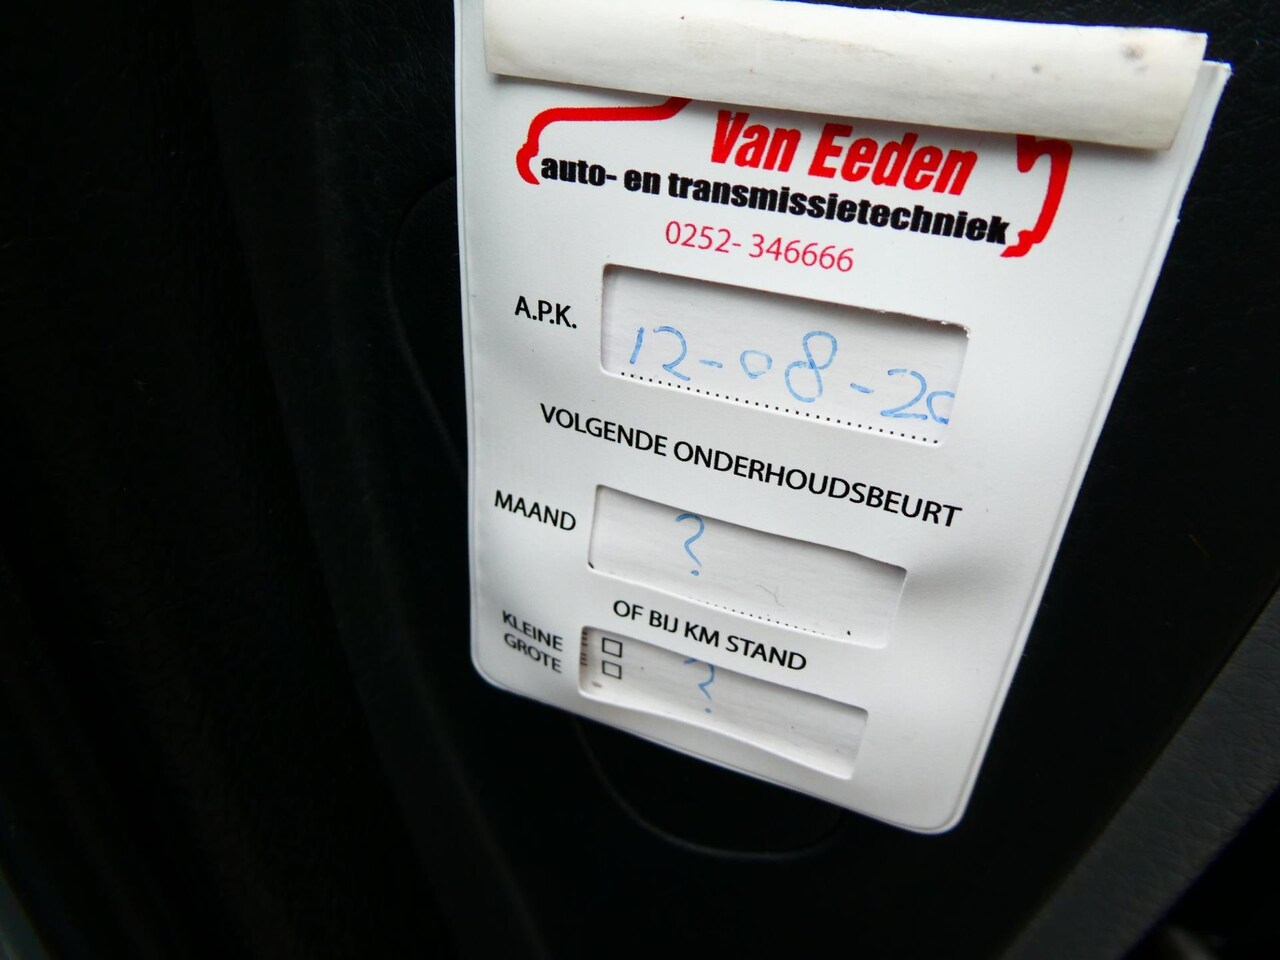 Van Eeden
auto- en transmissietechniek
0252- 346666
A.P.K. 12-08-20
VOLGENDE ONDERHOUDSBEURT
MAAND ?
OF BIJ KM STAND
KLEINE ☐
GROTE ☐ ?